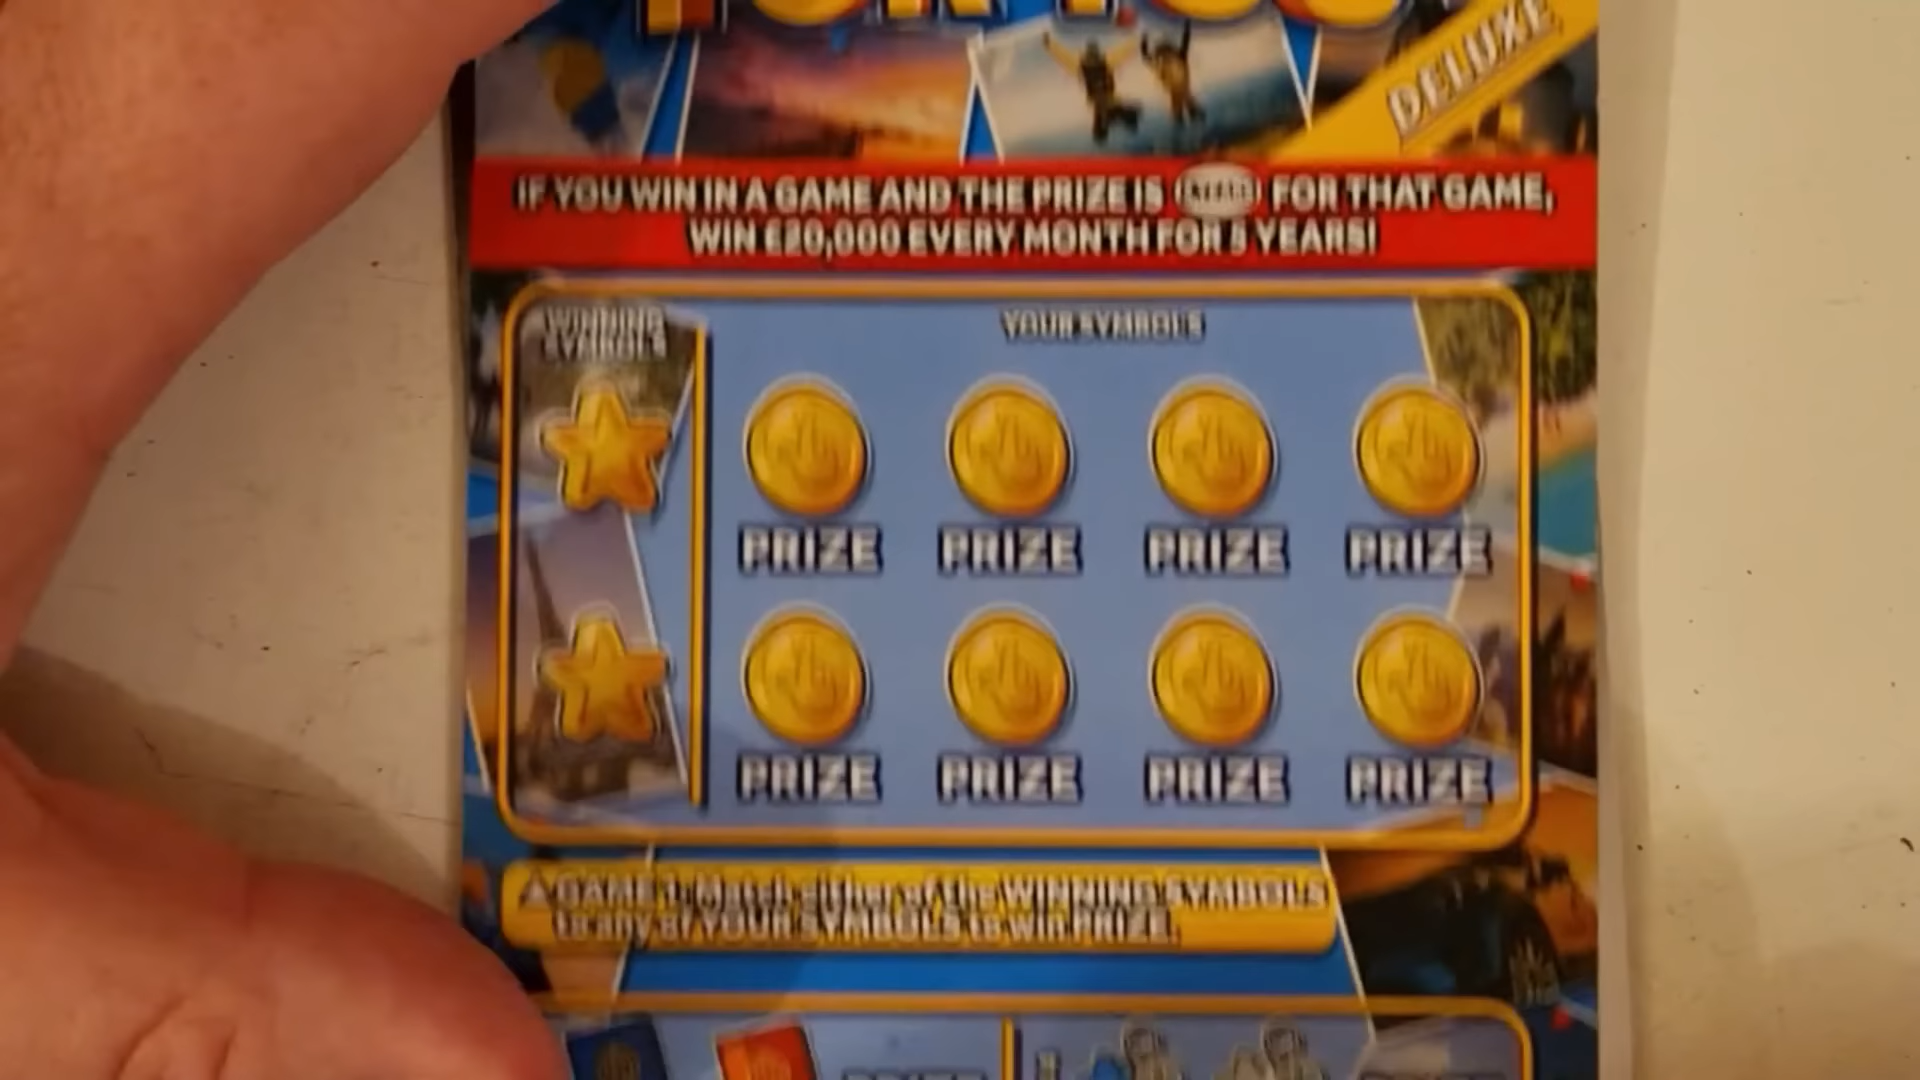 DELUXE
IF YOU WIN IN A GAME AND THE PRIZE IS FOR THAT GAME,
WIN £20,000 EVERY MONTH FOR 5 YEARS!
WINNING
SYMBOLS
YOUR SYMBOLS
PRIZE PRIZE PRIZE PRIZE
PRIZE PRIZE PRIZE PRIZE
GAME 1: Match either of the WINNING SYMBOLS
to any of YOUR SYMBOLS to win PRIZE.
PRIZE